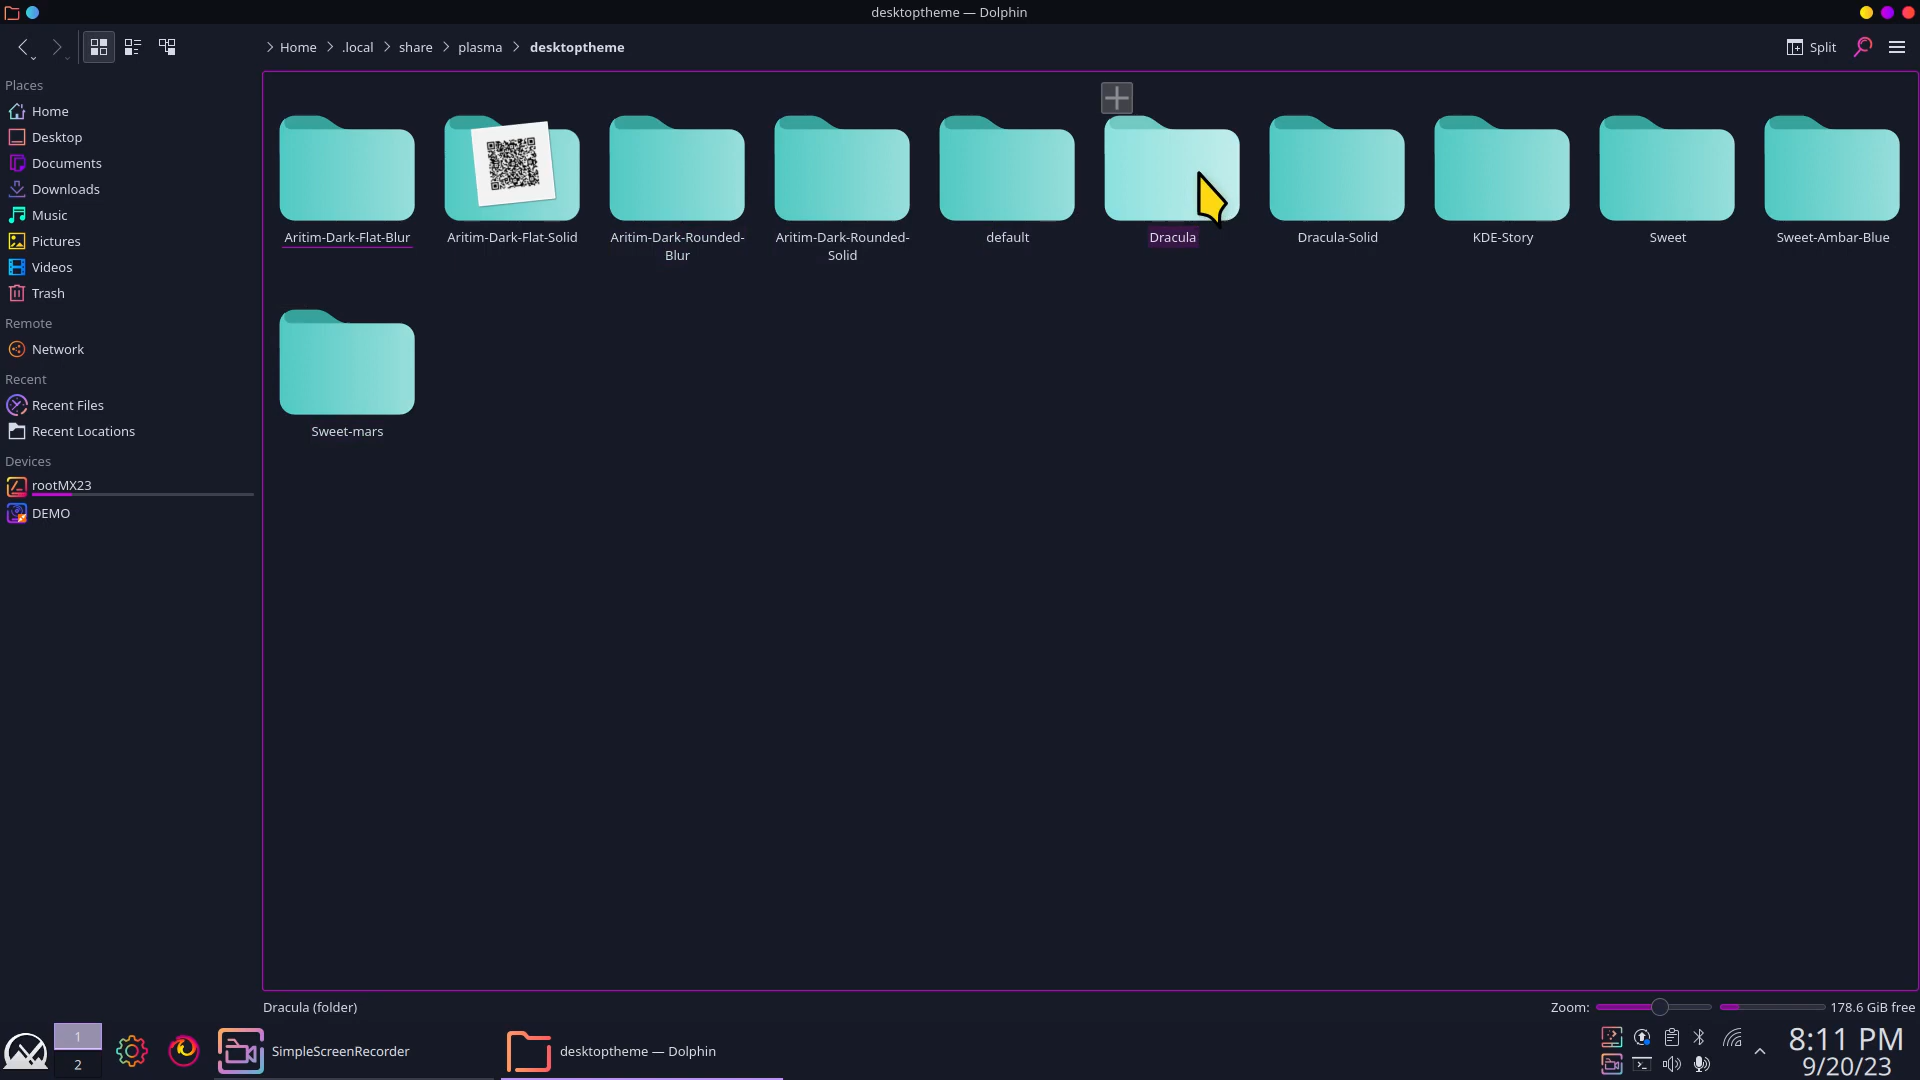 desktoptheme — Dolphin
Home
.local
share
plasma
desktoptheme
Split
Places
Home
Desktop
Documents
Downloads
Music
Pictures
Videos
Trash
Remote
Network
Recent
Recent Files
Recent Locations
Devices
rootMX23
DEMO
Aritim-Dark-Flat-Blur
Aritim-Dark-Flat-Solid
Aritim-Dark-Rounded-
Blur
Aritim-Dark-Rounded-
Solid
default
Dracula
Dracula-Solid
KDE-Story
Sweet
Sweet-Ambar-Blue
Sweet-mars
Dracula (folder)
Zoom:
178.6 GiB free
1
2
SimpleScreenRecorder
desktoptheme — Dolphin
8:11 PM
9/20/23